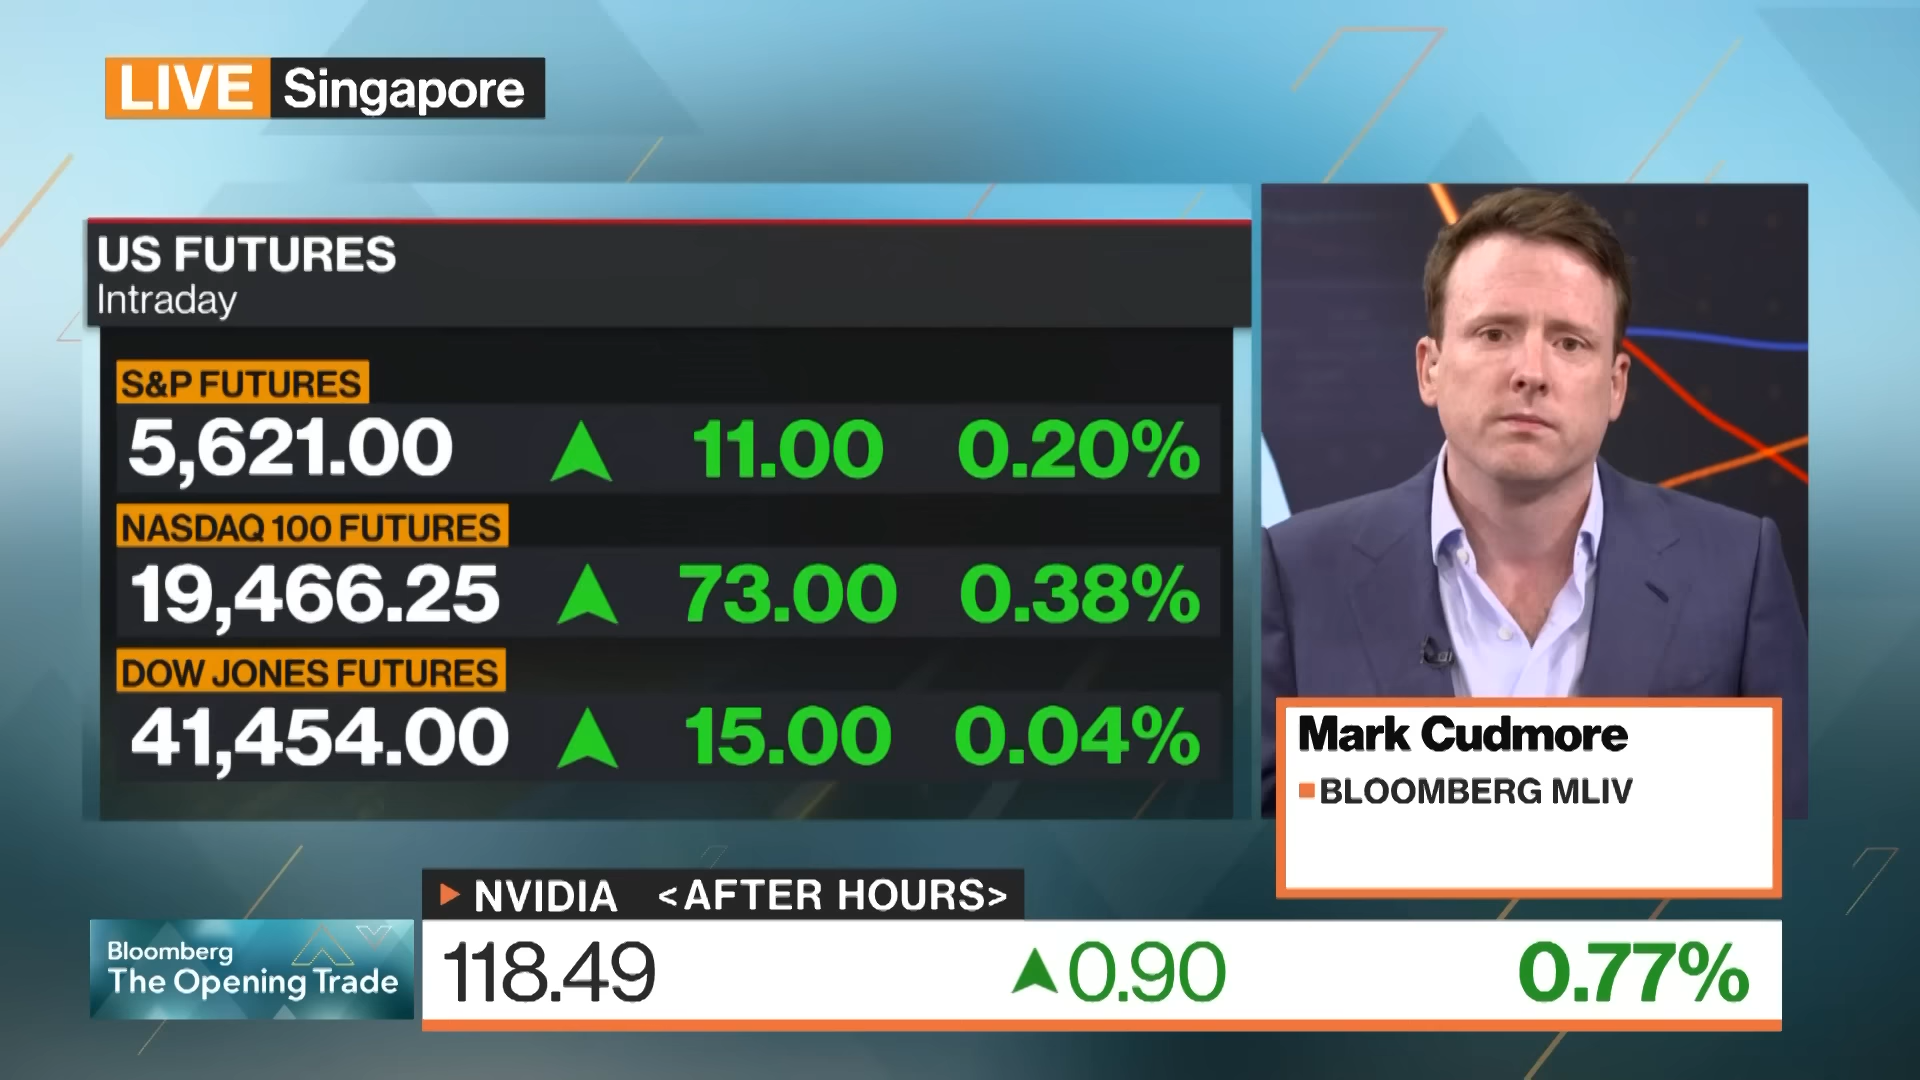 LIVE Singapore
US FUTURES
Intraday
S&P FUTURES
5,621.00 ▲ 11.00 0.20%
NASDAQ 100 FUTURES
19,466.25 ▲ 73.00 0.38%
DOW JONES FUTURES
41,454.00 ▲ 15.00 0.04%
Mark Cudmore
BLOOMBERG MLIV
NVIDIA <AFTER HOURS>
118.49 ▲ 0.90 0.77%
Bloomberg
The Opening Trade